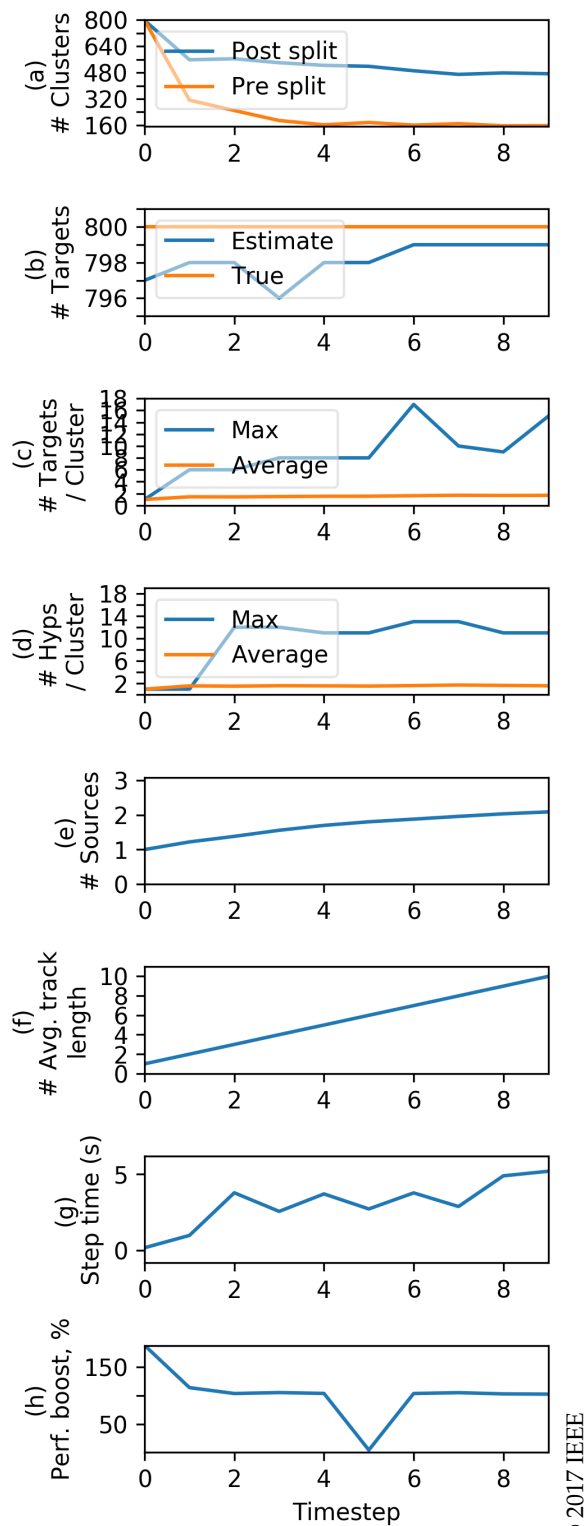 (a)
# Clusters
800
640
480
320
160
Post split
Pre split
0 2 4 6 8
(b)
# Targets
800
798
796
Estimate
True
0 2 4 6 8
(c)
# Targets
/ Cluster
18
16
14
12
10
8
6
4
2
0
Max
Average
0 2 4 6 8
(d)
# Hyps
/ Cluster
18
14
10
6
2
Max
Average
0 2 4 6 8
(e)
# Sources
3
2
1
0
0 2 4 6 8
(f)
# Avg. track
length
10
8
6
4
2
0
0 2 4 6 8
(g)
Step time (s)
5
0
0 2 4 6 8
(h)
Perf. boost, %
150
50
0 2 4 6 8
Timestep
2017 IEEE